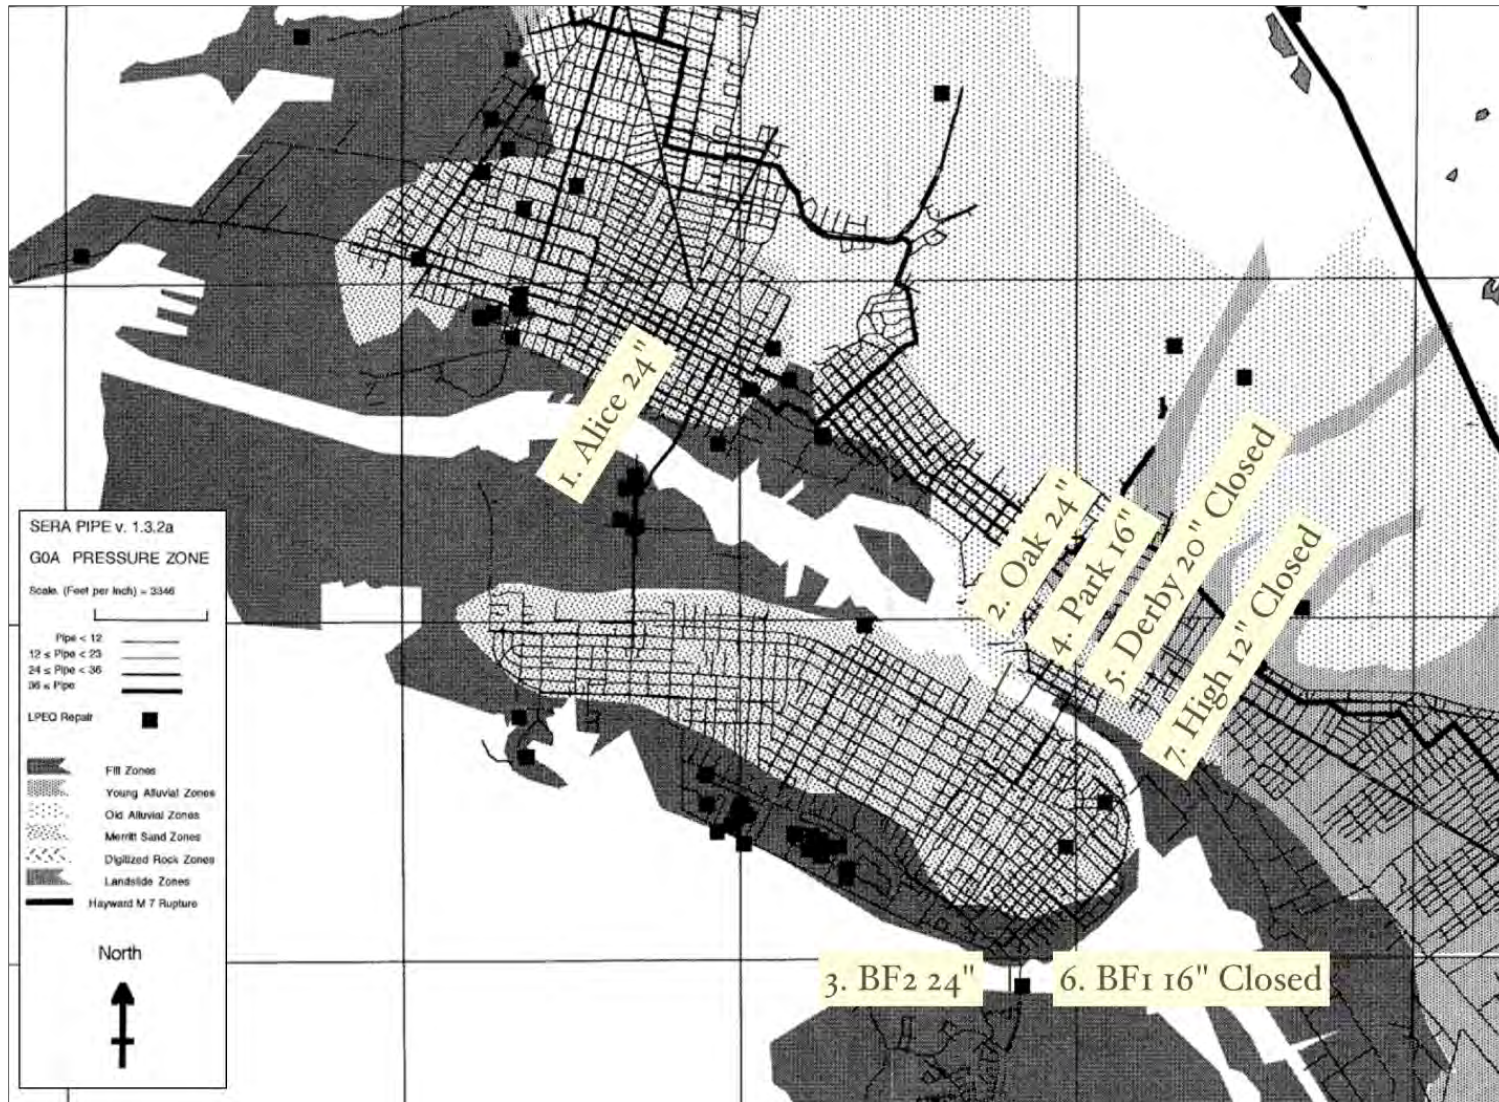 1. Alice 24"
2. Oak 24"
4. Park 16"
5. Derby 20" Closed
7. High 12" Closed
3. BF2 24"
6. BF1 16" Closed
SERA PIPE v. 1.3.2a
G0A PRESSURE ZONE
Scale. (Feet per Inch) = 3346
Pipe < 12
12 ≤ Pipe < 23
24 ≤ Pipe < 36
36 ≤ Pipe
LPEQ Repair
Fill Zones
Young Alluvial Zones
Old Alluvial Zones
Merritt Sand Zones
Digitized Rock Zones
Landslide Zones
Hayward M 7 Rupture
North